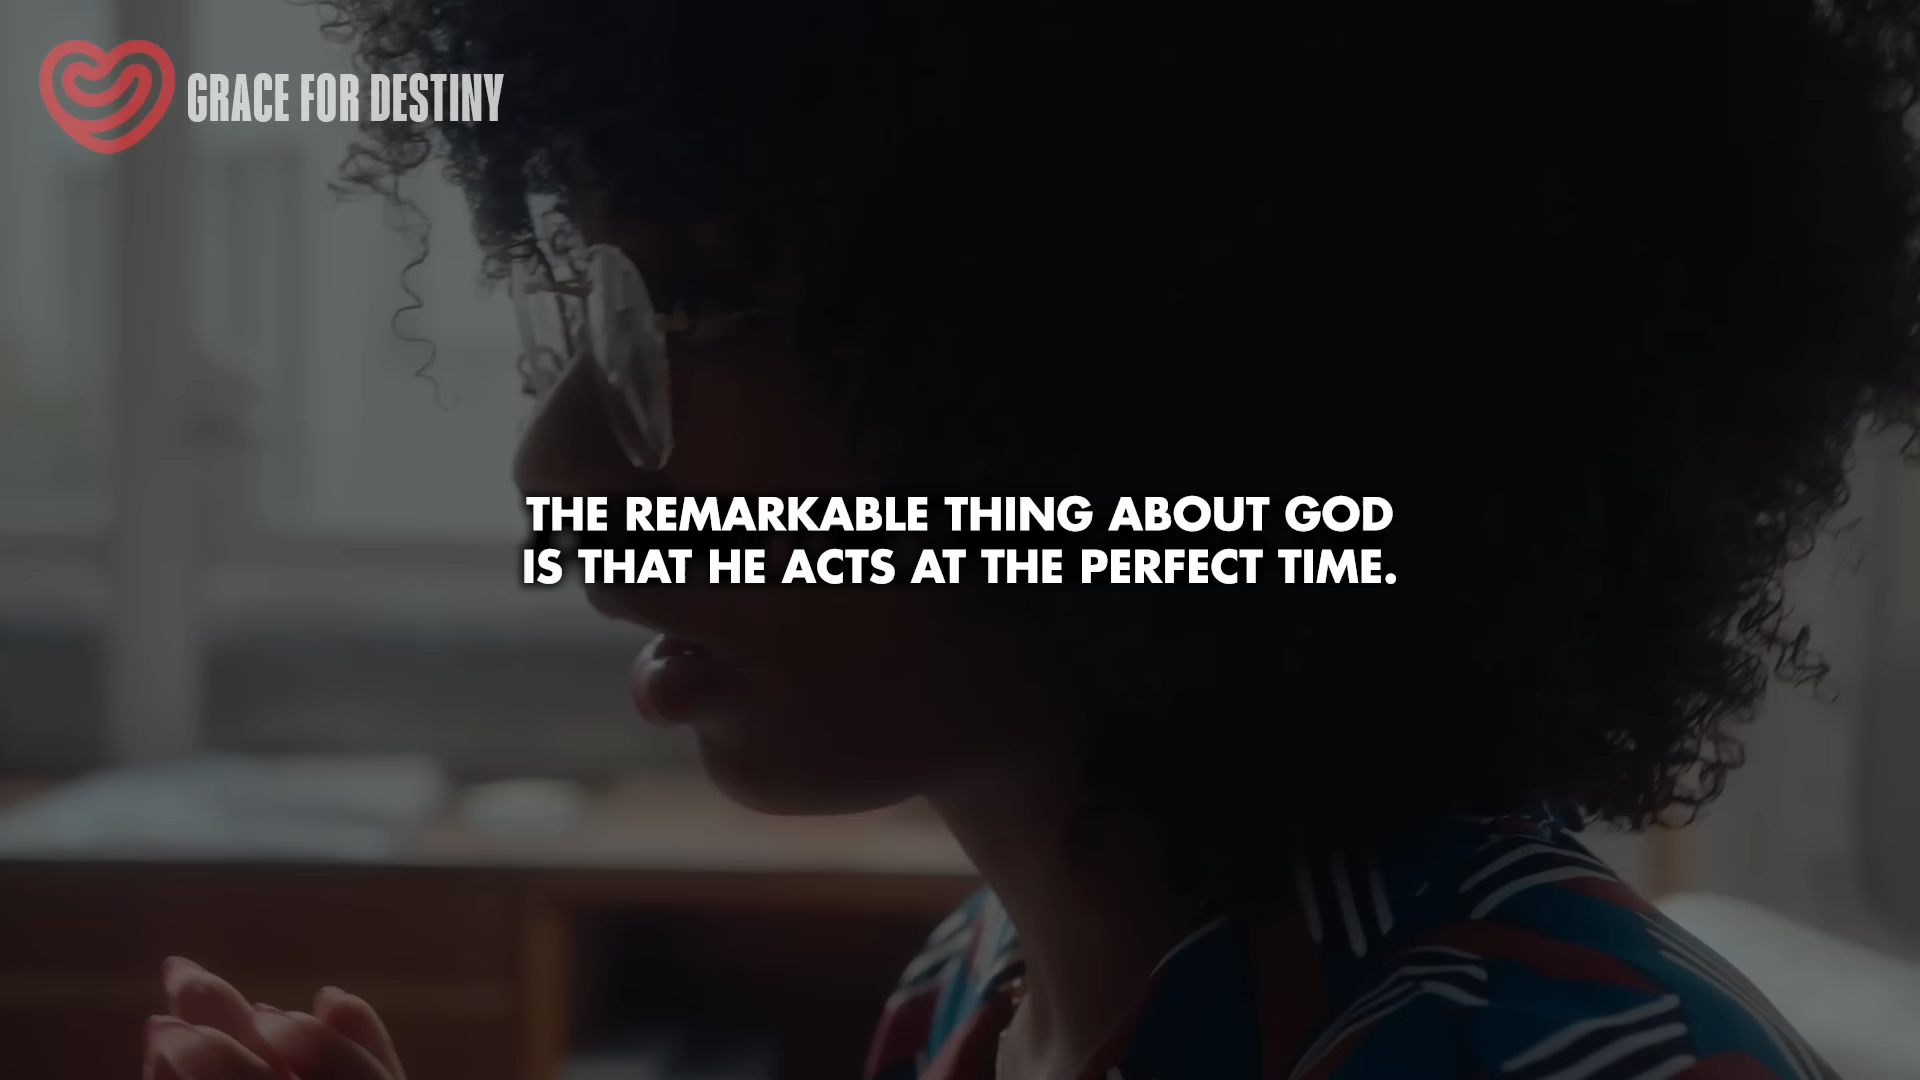 GRACE FOR DESTINY
THE REMARKABLE THING ABOUT GOD
IS THAT HE ACTS AT THE PERFECT TIME.